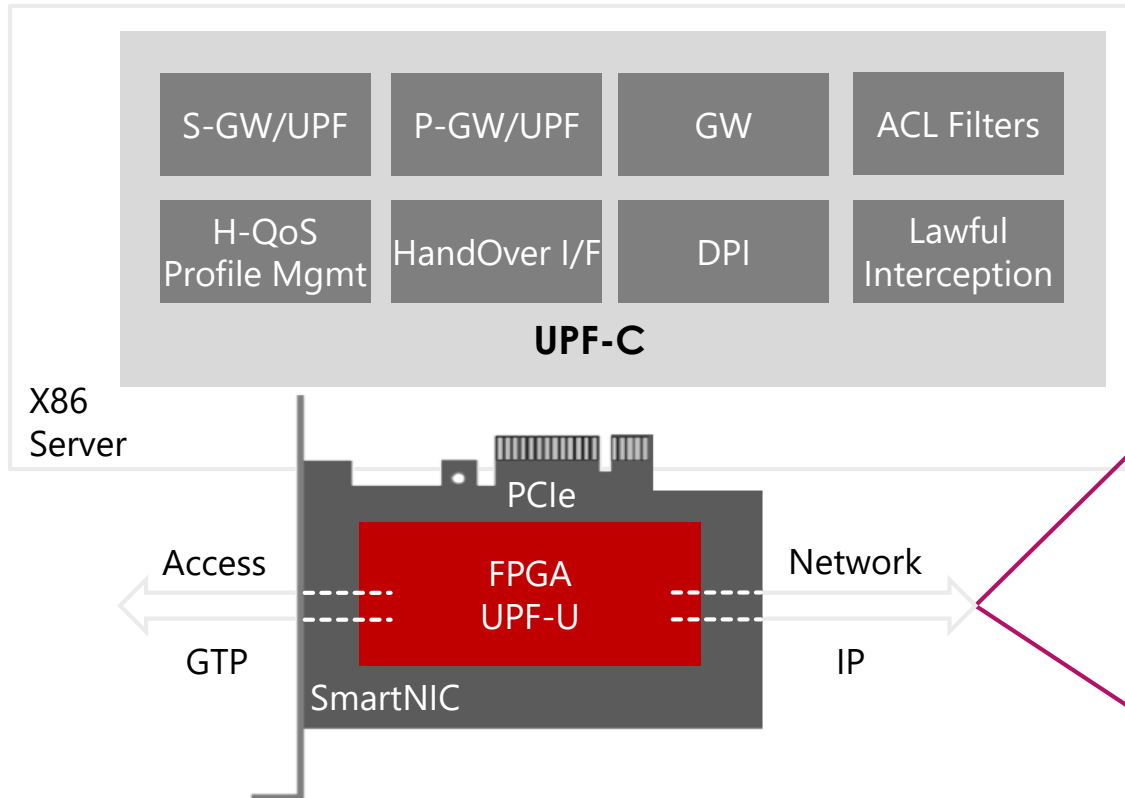 S-GW/UPF
P-GW/UPF
GW
ACL Filters
H-QoS
Profile Mgmt
HandOver I/F
DPI
Lawful
Interception
UPF-C
X86
Server
PCIe
Access
FPGA
UPF-U
Network
GTP
IP
SmartNIC